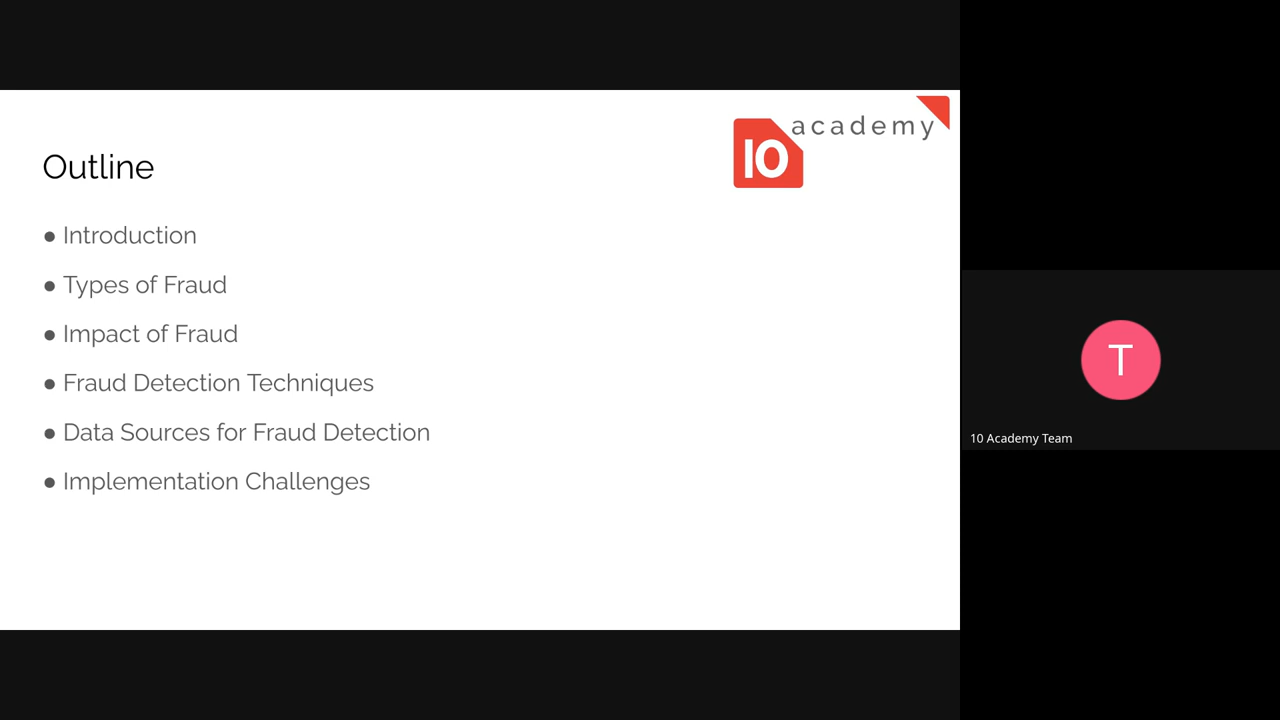 academy
10
Outline
● Introduction
● Types of Fraud
● Impact of Fraud
● Fraud Detection Techniques
● Data Sources for Fraud Detection
● Implementation Challenges
T
10 Academy Team